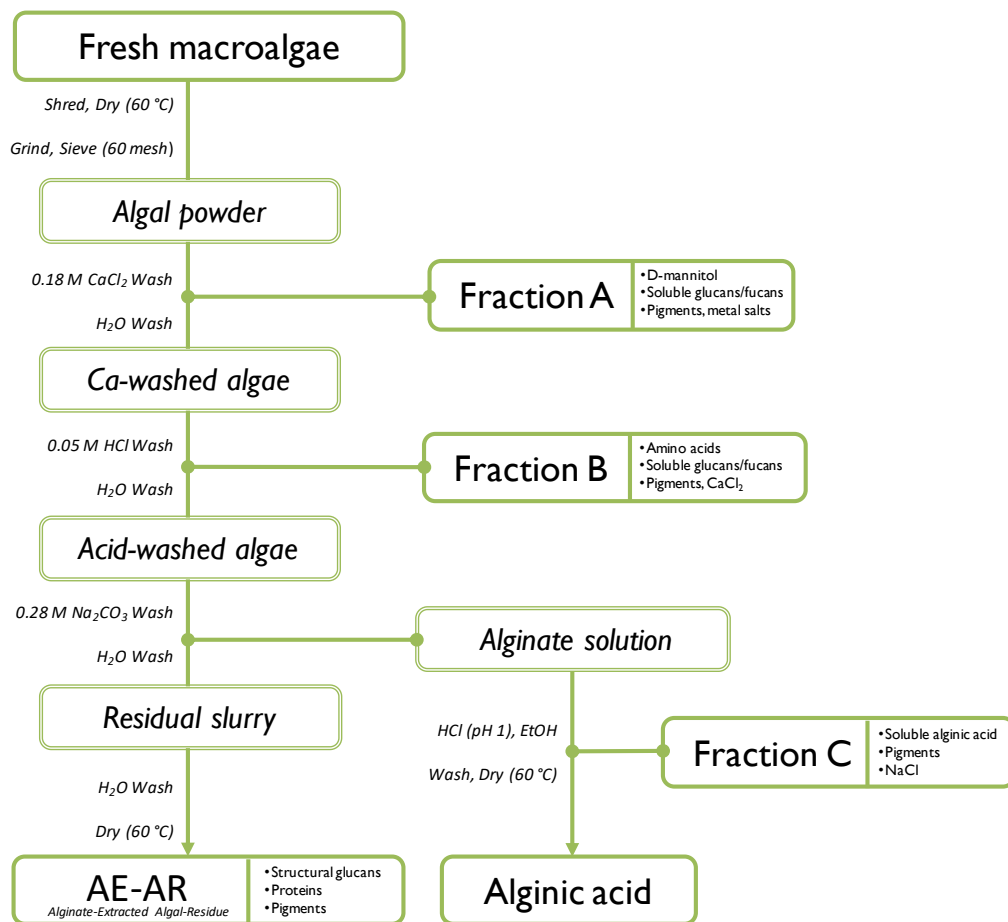 Fresh macroalgae
Shred, Dry (60 °C)
Grind, Sieve (60 mesh)
Algal powder
0.18 M CaCl₂ Wash
H₂O Wash
Fraction A
•D-mannitol
•Soluble glucans/fucans
•Pigments, metal salts
Ca-washed algae
0.05 M HCl Wash
H₂O Wash
Fraction B
•Amino acids
•Soluble glucans/fucans
•Pigments, CaCl₂
Acid-washed algae
0.28 M Na₂CO₃ Wash
H₂O Wash
Alginate solution
Residual slurry
HCl (pH 1), EtOH
Wash, Dry (60 °C)
Fraction C
•Soluble alginic acid
•Pigments
•NaCl
H₂O Wash
Dry (60 °C)
AE-AR
Alginate-Extracted Algal-Residue
•Structural glucans
•Proteins
•Pigments
Alginic acid